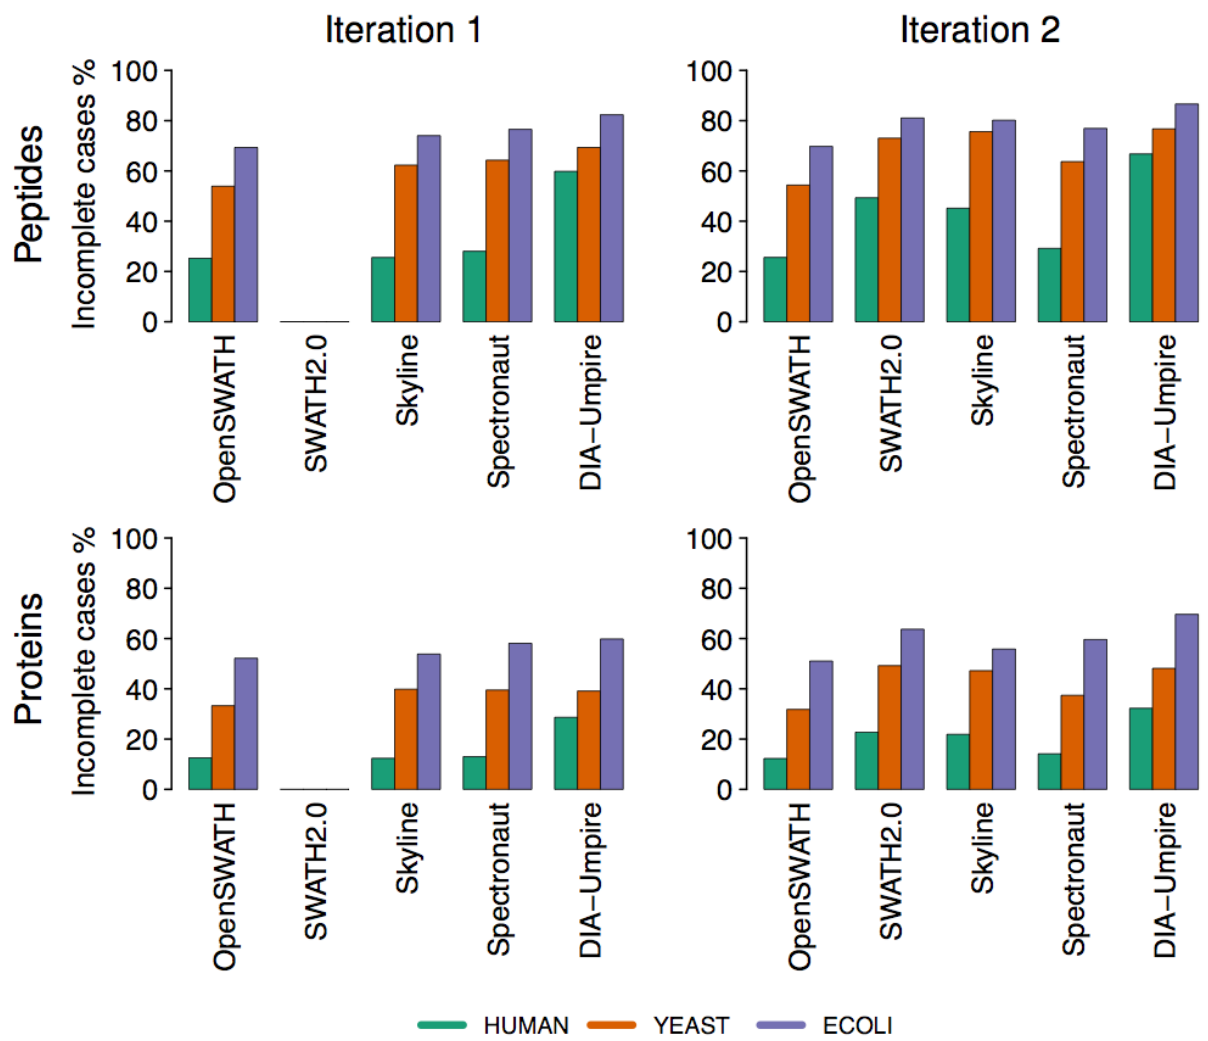 Iteration 1
Iteration 2
Peptides
Incomplete cases %
100
80
60
40
20
0
OpenSWATH
SWATH2.0
Skyline
Spectronaut
DIA−Umpire
100
80
60
40
20
0
OpenSWATH
SWATH2.0
Skyline
Spectronaut
DIA−Umpire
Proteins
Incomplete cases %
100
80
60
40
20
0
OpenSWATH
SWATH2.0
Skyline
Spectronaut
DIA−Umpire
100
80
60
40
20
0
OpenSWATH
SWATH2.0
Skyline
Spectronaut
DIA−Umpire
HUMAN YEAST ECOLI